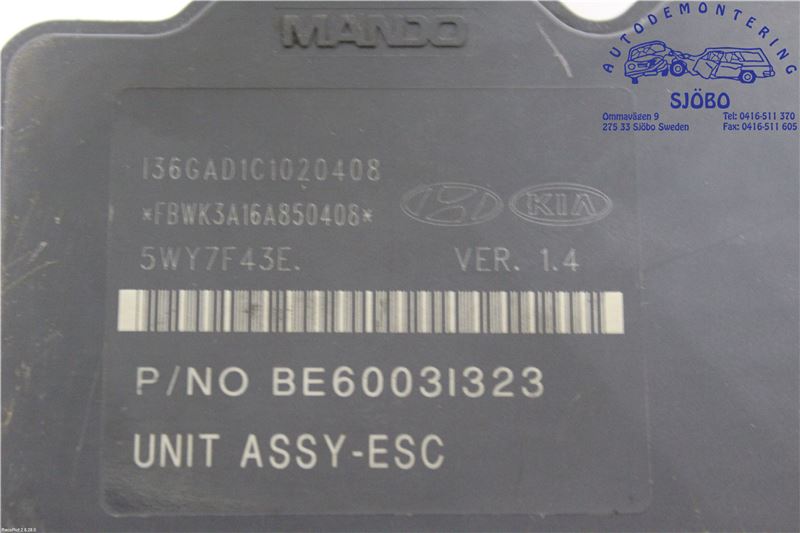 MANDO
AUTODEMONTERING
SJÖBO
Ommavägen 9
275 33 Sjöbo Sweden
Tel: 0416-511 370
Fax: 0416-511 605
I36GAD1C1020408
*FBWK3A16A850408*
KIA
5WY7F43E.
VER. 1.4
P/NO BE6003I323
UNIT ASSY-ESC